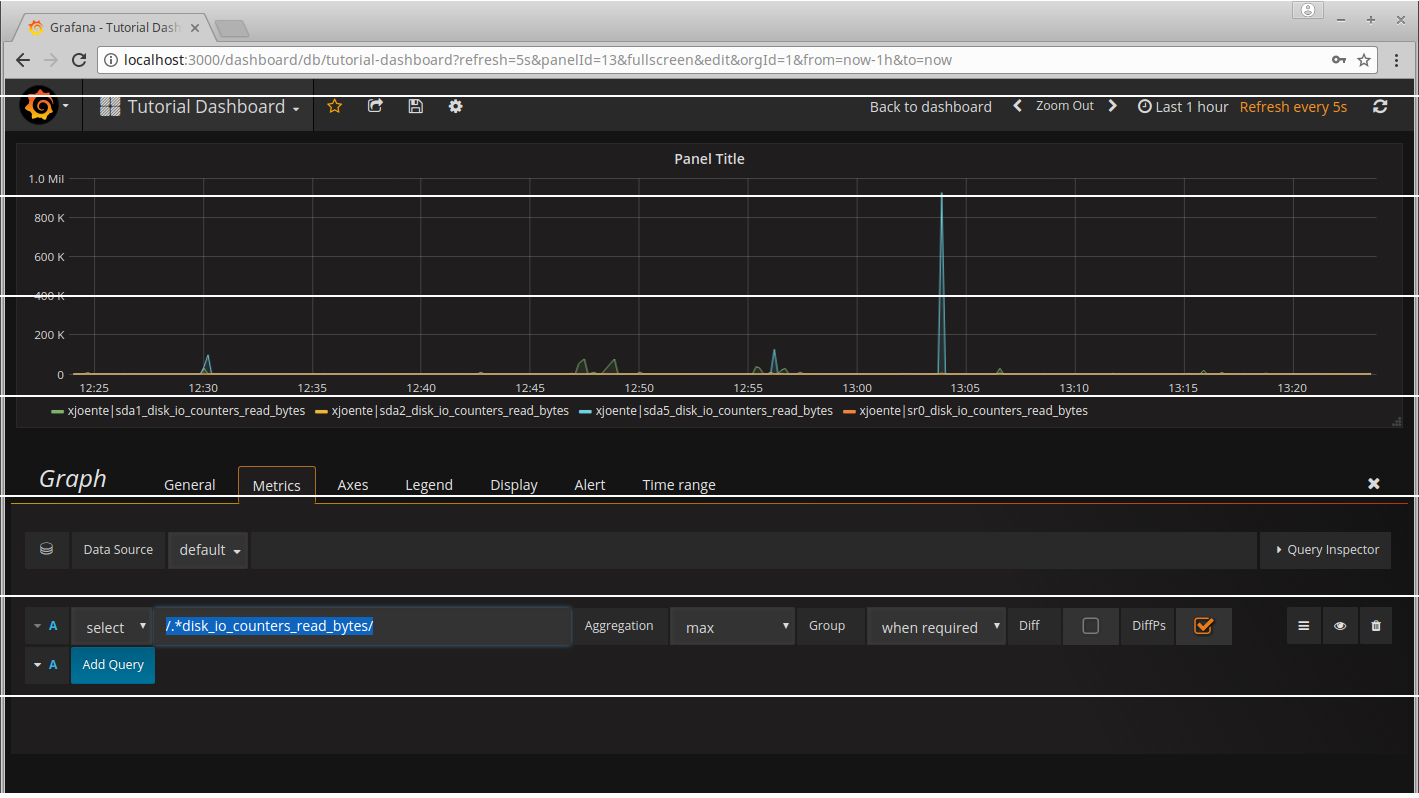 Grafana - Tutorial Dash
localhost:3000/dashboard/db/tutorial-dashboard?refresh=5s&panelId=13&fullscreen&edit&orgId=1&from=now-1h&to=now
Tutorial Dashboard Back to dashboard Zoom Out Last 1 hour Refresh every 5s
Panel Title
1.0 Mil
800 K
600 K
400 K
200 K
0
12:25 12:30 12:35 12:40 12:45 12:50 12:55 13:00 13:05 13:10 13:15 13:20
xjoente|sda1_disk_io_counters_read_bytes xjoente|sda2_disk_io_counters_read_bytes xjoente|sda5_disk_io_counters_read_bytes xjoente|sr0_disk_io_counters_read_bytes
Graph General Metrics Axes Legend Display Alert Time range
Data Source default Query Inspector
A select /.*disk_io_counters_read_bytes/ Aggregation max Group when required Diff DiffPs
A Add Query